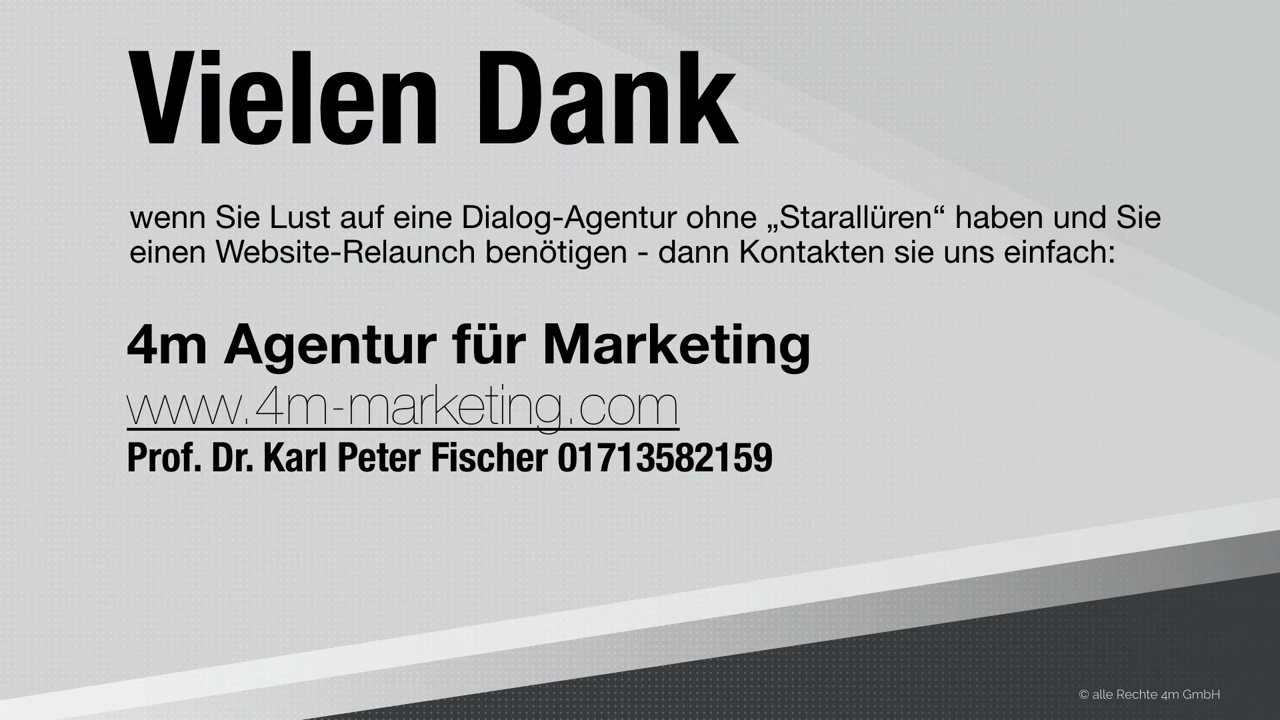 Vielen Dank
wenn Sie Lust auf eine Dialog-Agentur ohne „Starallüren“ haben und Sie
einen Website-Relaunch benötigen - dann Kontakten sie uns einfach:
4m Agentur für Marketing
www.4m-marketing.com
Prof. Dr. Karl Peter Fischer 01713582159
© alle Rechte 4m GmbH